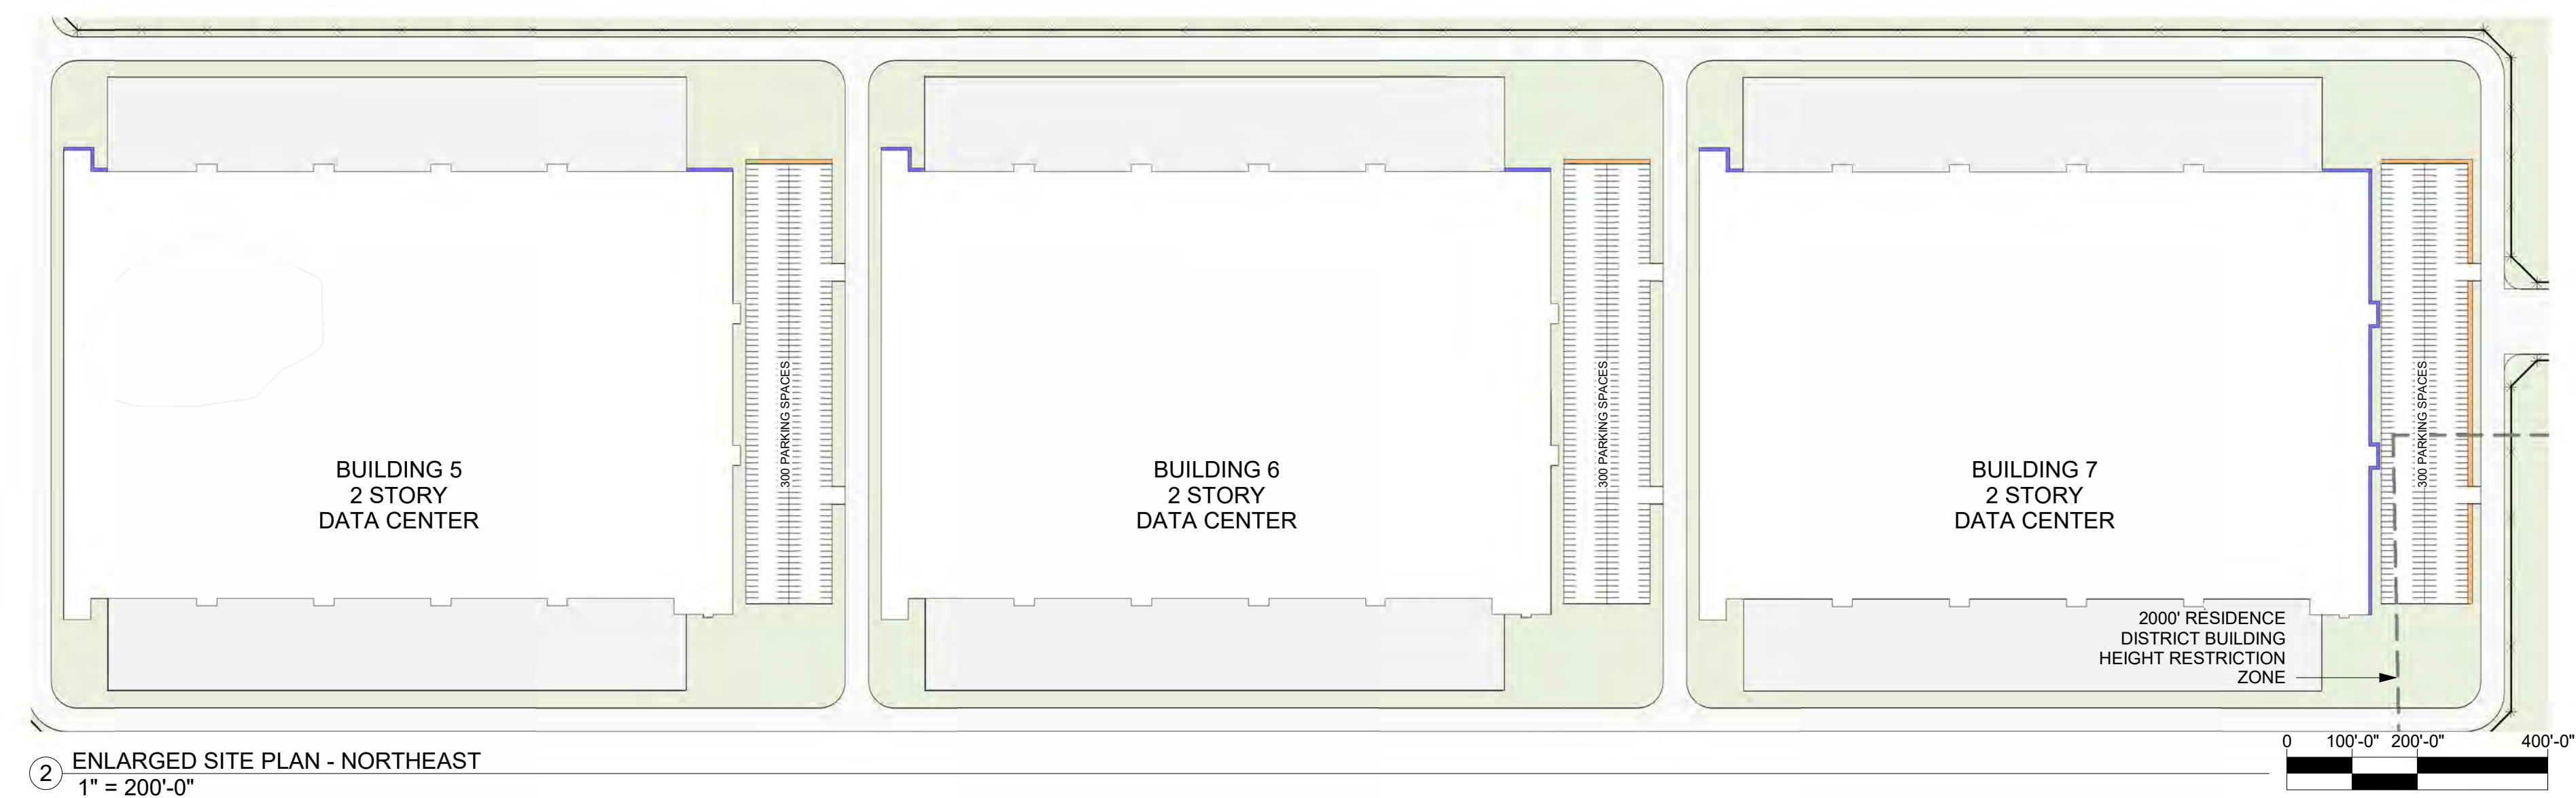 BUILDING 5
2 STORY
DATA CENTER
300 PARKING SPACES
BUILDING 6
2 STORY
DATA CENTER
300 PARKING SPACES
BUILDING 7
2 STORY
DATA CENTER
300 PARKING SPACES
2000' RESIDENCE
DISTRICT BUILDING
HEIGHT RESTRICTION
ZONE
2
ENLARGED SITE PLAN - NORTHEAST
1" = 200'-0"
0 100'-0" 200'-0" 400'-0"